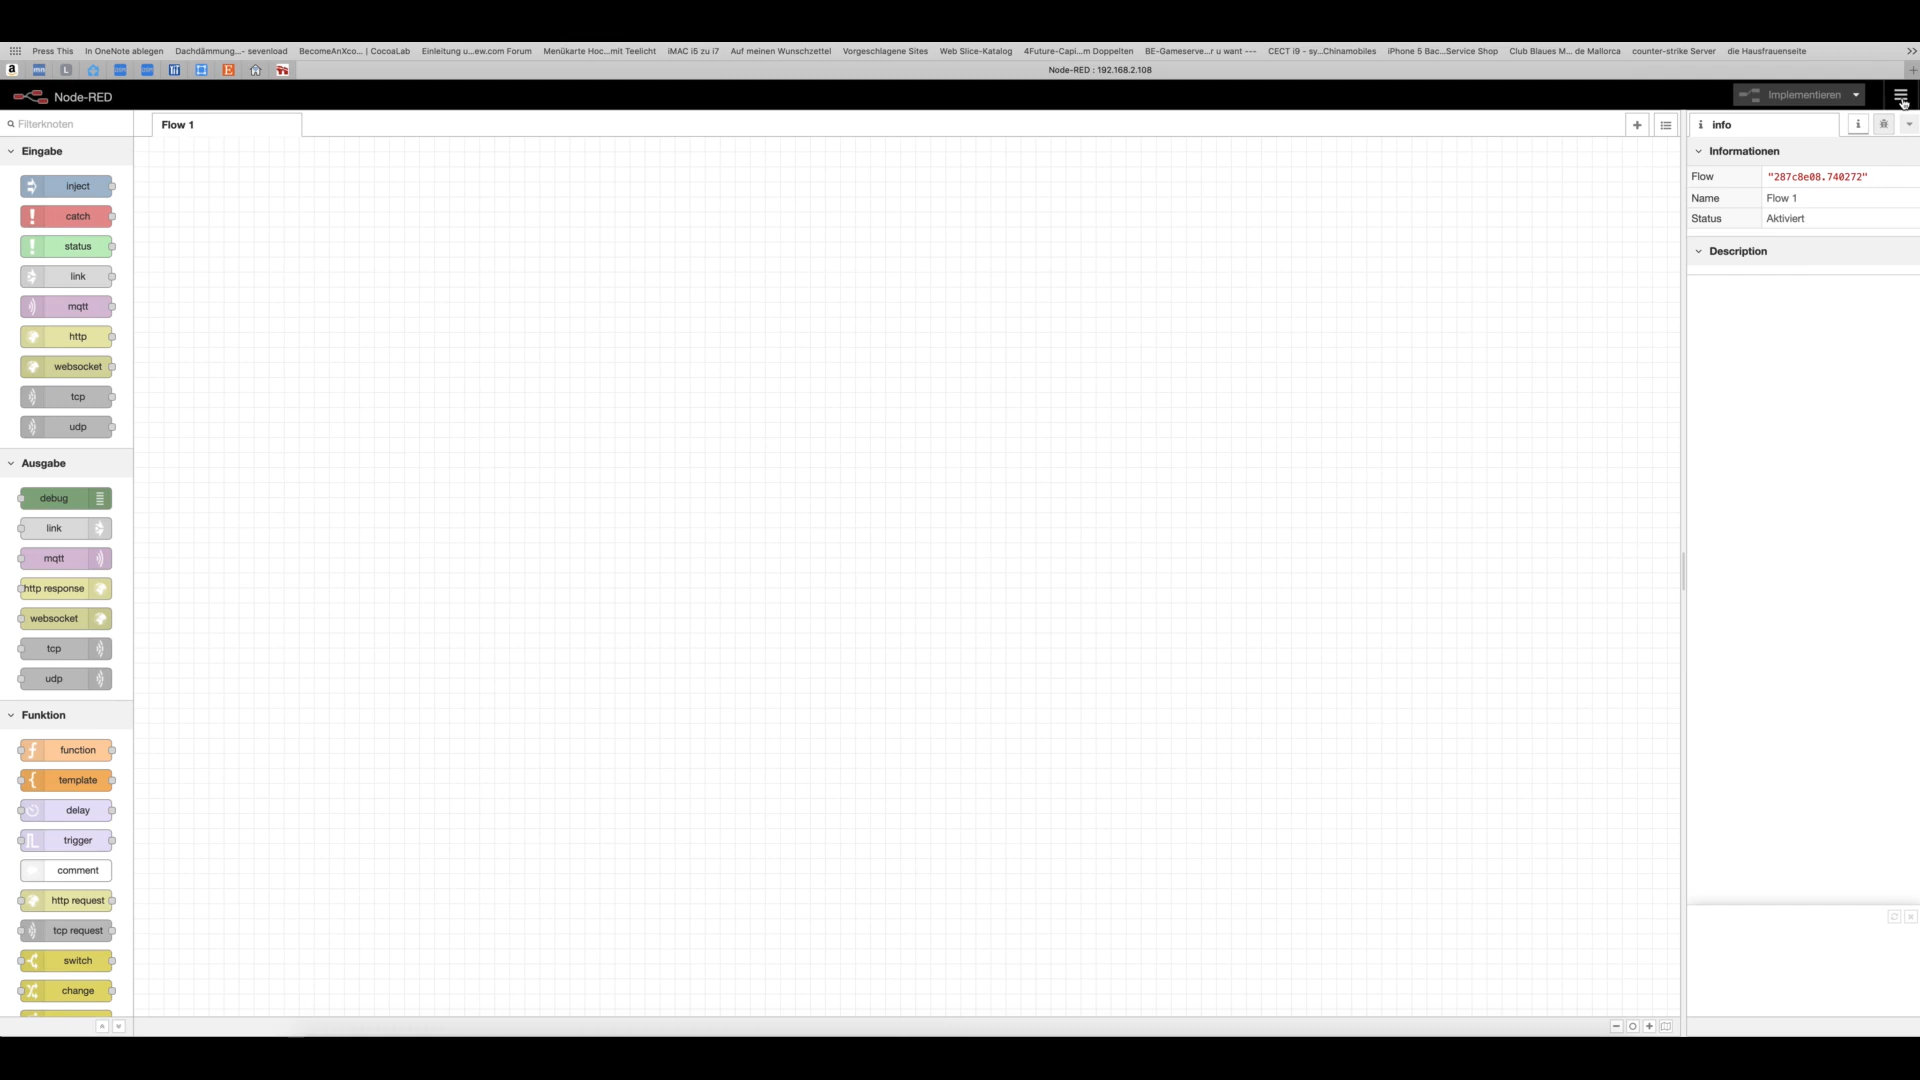 Press This In OneNote ablegen Dachdämmung...- sevenload BecomeAnXco... | CocoaLab Einleitung u...ew.com Forum Menükarte Hoc...mit Teelicht iMAC i5 zu i7 Auf meinen Wunschzettel Vorgeschlagene Sites Web Slice-Katalog 4Future-Capi...m Doppelten BE-Gameserve...r u want --- CECT i9 - sy...Chinamobiles iPhone 5 Bac...Service Shop Club Blaues M... de Mallorca counter-strike Server die Hausfrauenseite >>
Node-RED : 192.168.2.108
Node-RED
Implementieren
Filterknoten
Flow 1
info
Eingabe
Informationen
Flow "287c8e08.740272"
Name Flow 1
Status Aktiviert
Description
inject
catch
status
link
mqtt
http
websocket
tcp
udp
Ausgabe
debug
link
mqtt
http response
websocket
tcp
udp
Funktion
function
template
delay
trigger
comment
http request
tcp request
switch
change